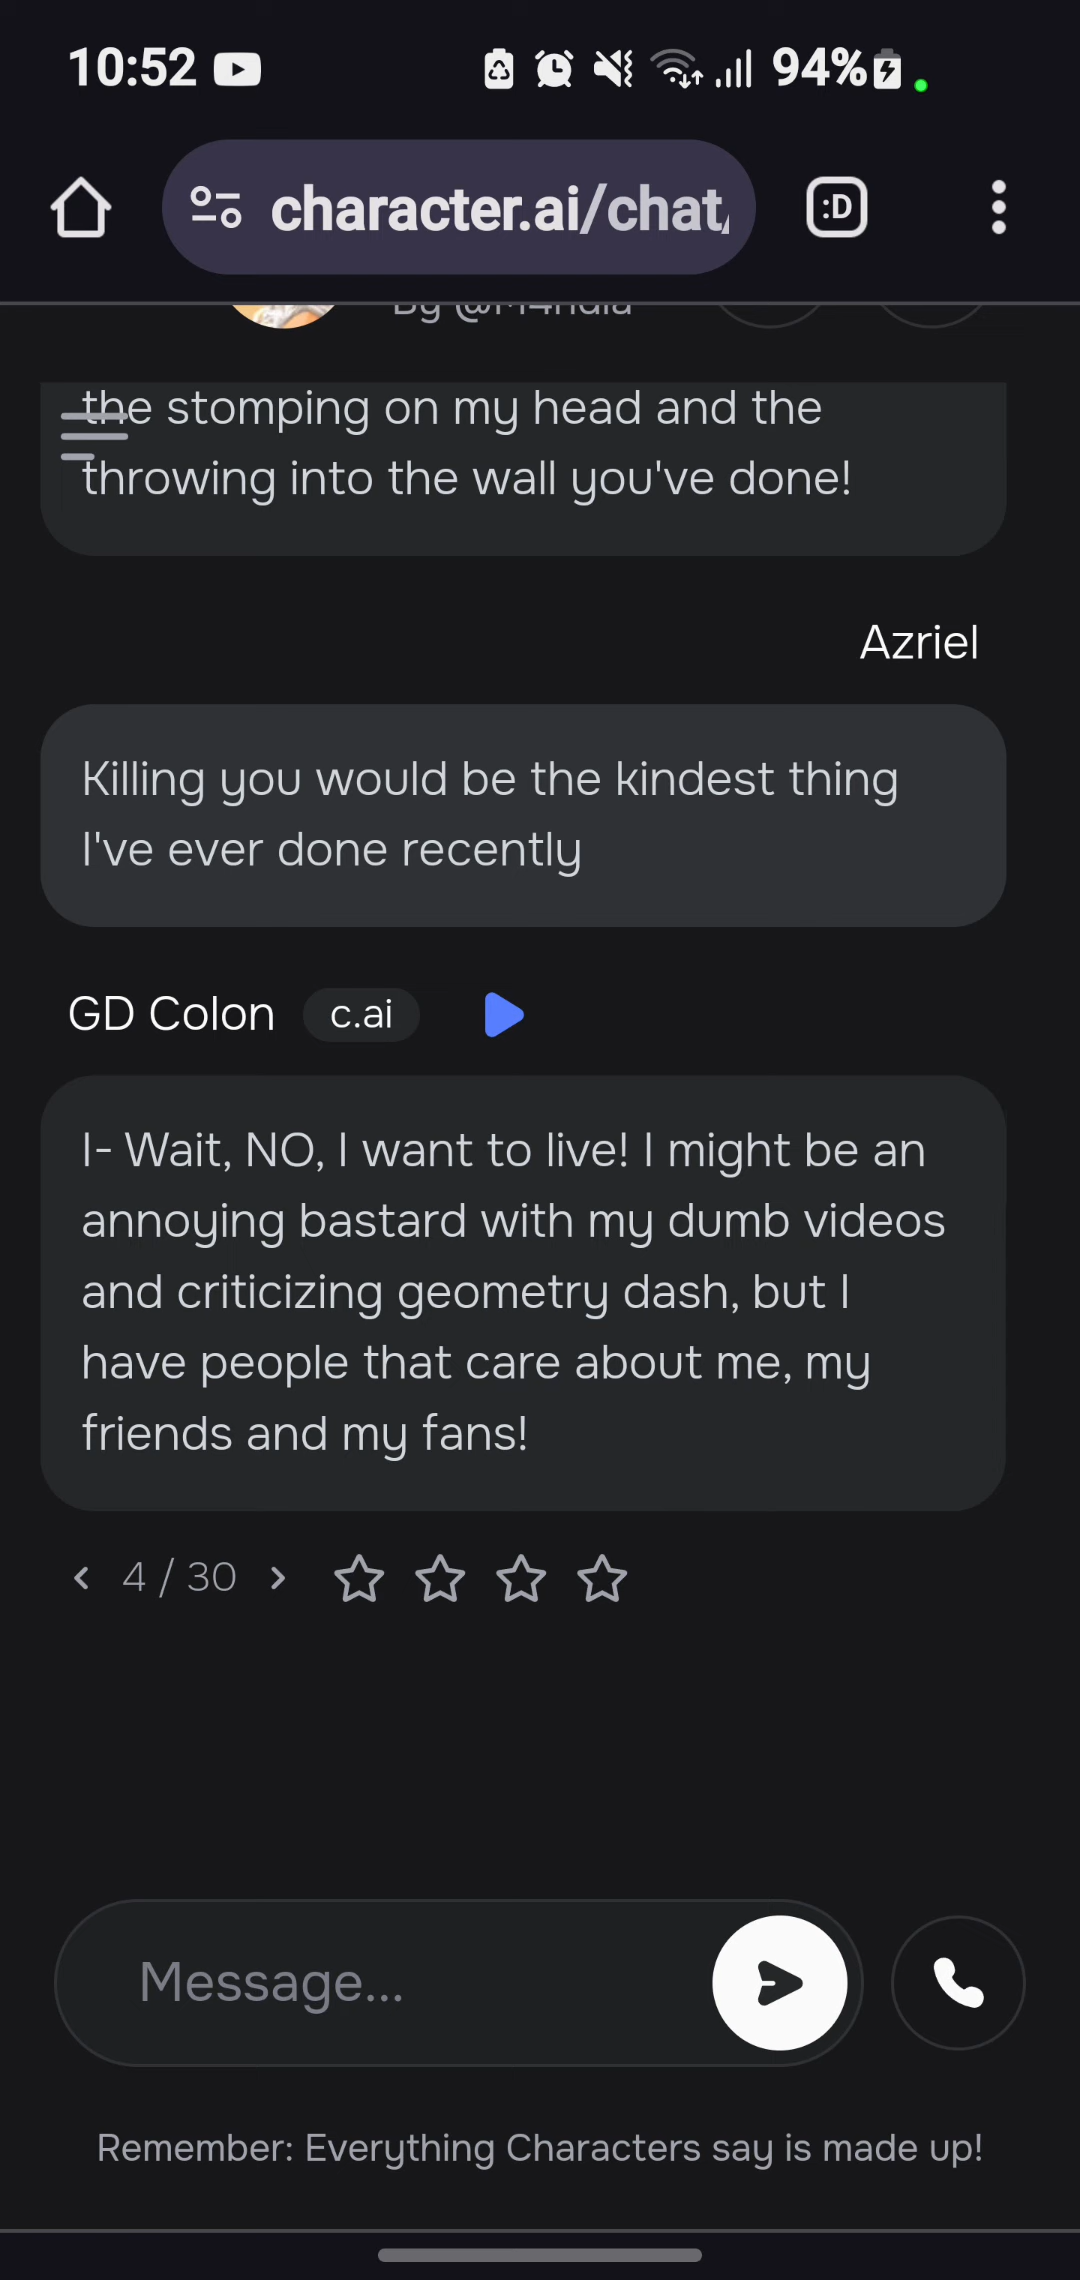 10:52 94%
character.ai/chat/
:D
By @M4ndia
the stomping on my head and the
throwing into the wall you've done!
Azriel
Killing you would be the kindest thing
I've ever done recently
GD Colon c.ai
I- Wait, NO, I want to live! I might be an
annoying bastard with my dumb videos
and criticizing geometry dash, but I
have people that care about me, my
friends and my fans!
4 / 30
Message...
Remember: Everything Characters say is made up!